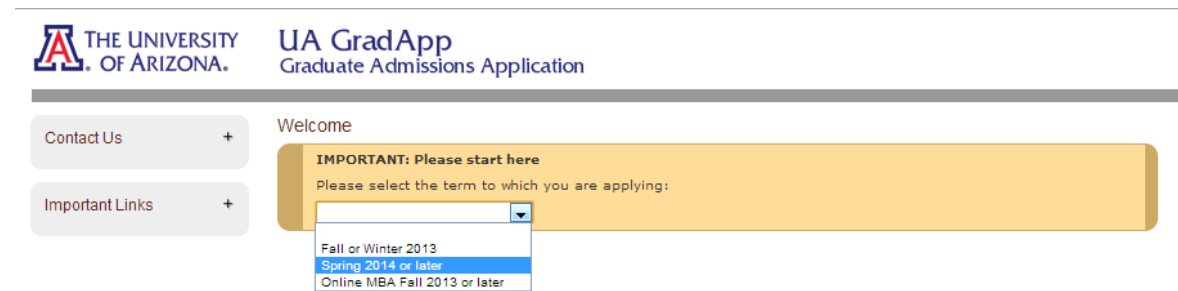 THE UNIVERSITY
OF ARIZONA.
UA GradApp
Graduate Admissions Application
Contact Us +
Important Links +
Welcome
IMPORTANT: Please start here
Please select the term to which you are applying:
Fall or Winter 2013
Spring 2014 or later
Online MBA Fall 2013 or later